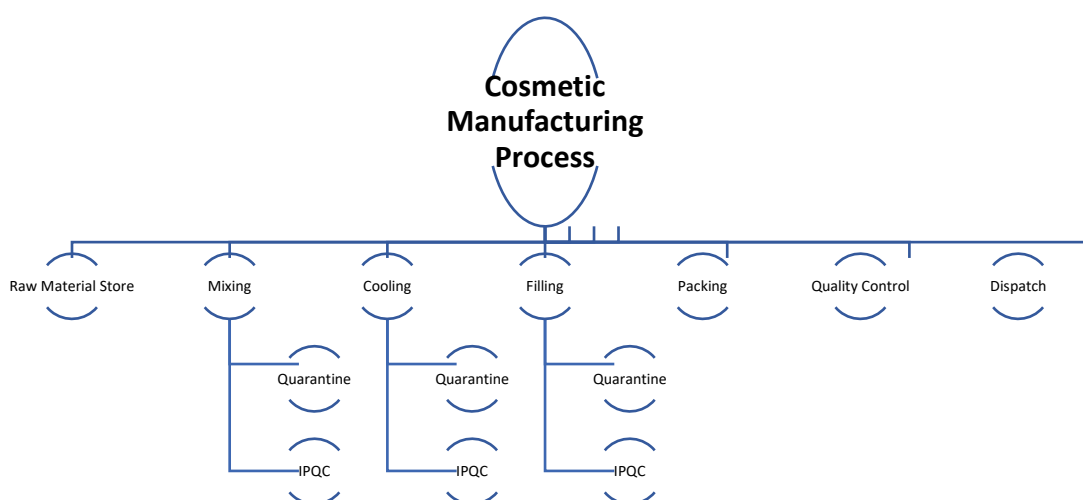 Cosmetic
Manufacturing
Process
Raw Material Store
Mixing
Cooling
Filling
Packing
Quality Control
Dispatch
Quarantine
Quarantine
Quarantine
IPQC
IPQC
IPQC